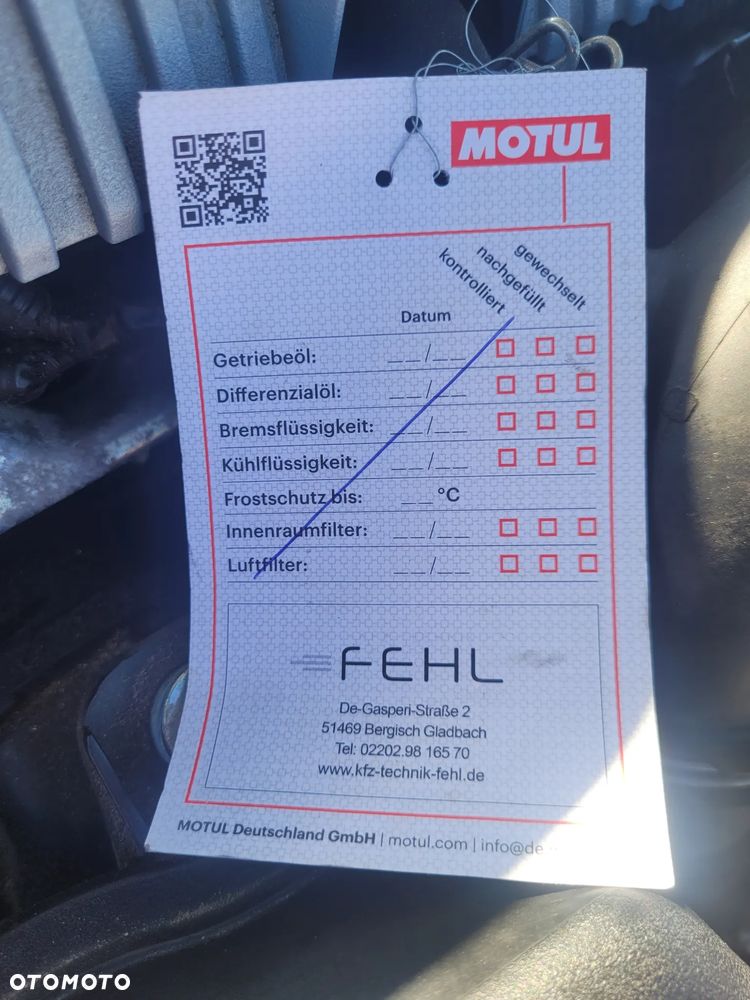 MOTUL
gewechselt
nachgefüllt
kontrolliert
Datum
Getriebeöl: __/__
Differenzialöl: __/__
Bremsflüssigkeit: __/__
Kühlflüssigkeit: __/__
Frostschutz bis: __ °C
Innenraumfilter: __/__
Luftfilter: __/__
FEHL
De-Gasperi-Straße 2
51469 Bergisch Gladbach
Tel: 02202.98 165 70
www.kfz-technik-fehl.de
MOTUL Deutschland GmbH | motul.com | info@de
OTOMOTO